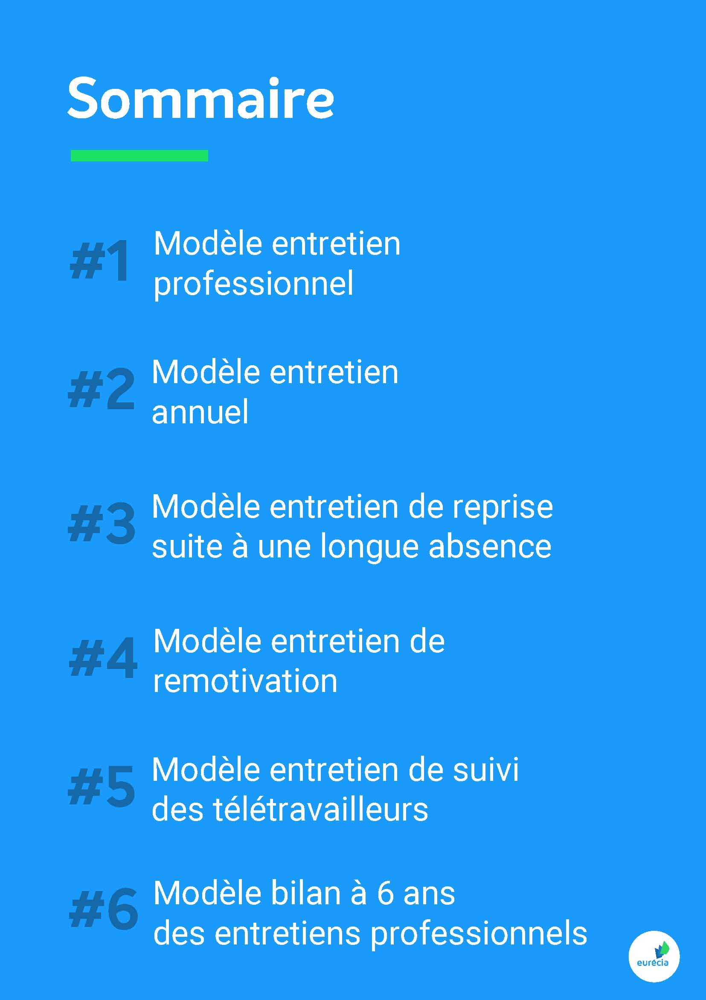 Sommaire
#1
Modèle entretien
professionnel
#2
Modèle entretien
annuel
#3
Modèle entretien de reprise
suite à une longue absence
#4
Modèle entretien de
remotivation
#5
Modèle entretien de suivi
des télétravailleurs
#6
Modèle bilan à 6 ans
des entretiens professionnels
eurécia